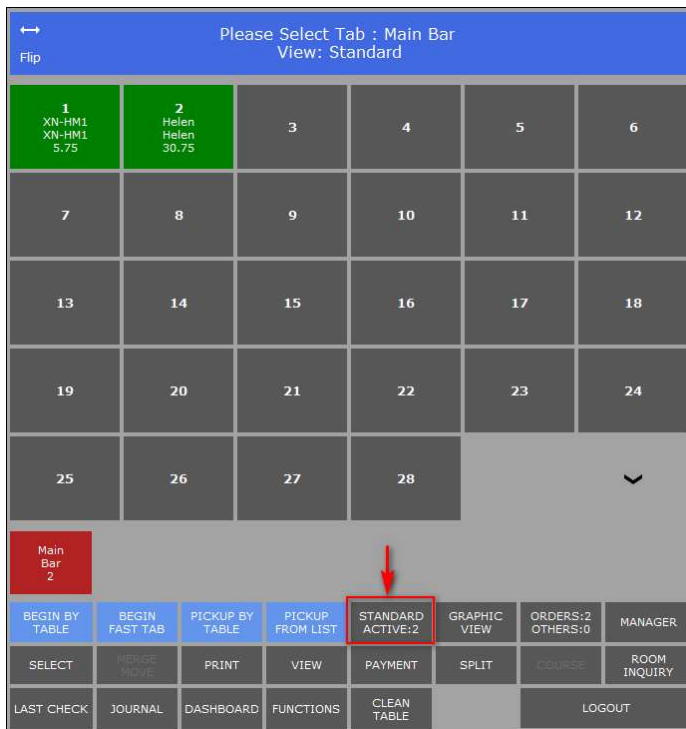 Flip
Please Select Tab : Main Bar
View: Standard
1
XN-HM1
XN-HM1
5.75
2
Helen
Helen
30.75
3
4
5
6
7
8
9
10
11
12
13
14
15
16
17
18
19
20
21
22
23
24
25
26
27
28
Main
Bar
2
BEGIN BY
TABLE
BEGIN
FAST TAB
PICKUP BY
TABLE
PICKUP
FROM LIST
STANDARD
ACTIVE:2
GRAPHIC
VIEW
ORDERS:2
OTHERS:0
MANAGER
SELECT
MERGE
MOVE
PRINT
VIEW
PAYMENT
SPLIT
COURSE
ROOM
INQUIRY
LAST CHECK
JOURNAL
DASHBOARD
FUNCTIONS
CLEAN
TABLE
LOGOUT